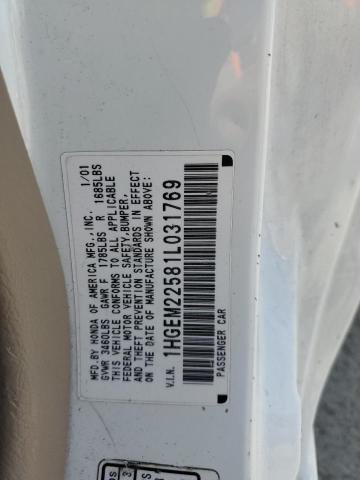 MFD.BY HONDA OF AMERICA MFG.,INC. 1/01
GVWR 3460LBS GAWR F 1785LBS R 1685LBS
THIS VEHICLE CONFORMS TO ALL APPLICABLE
FEDERAL MOTOR VEHICLE SAFETY,BUMPER,
AND THEFT PREVENTION STANDARDS IN EFFECT
ON THE DATE OF MANUFACTURE SHOWN ABOVE:
V.I.N. 1HGEM22581L031769
PASSENGER CAR